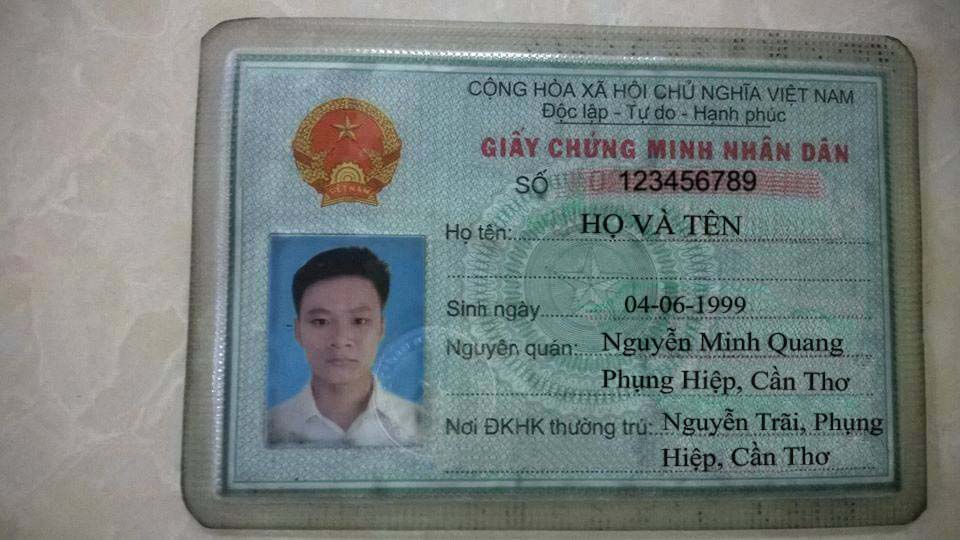 CỘNG HÒA XÃ HỘI CHỦ NGHĨA VIỆT NAM
Độc lập - Tự do - Hạnh phúc
GIẤY CHỨNG MINH NHÂN DÂN
SỐ 123456789
VIỆT NAM
Họ tên: HỌ VÀ TÊN
Sinh ngày 04-06-1999
Nguyên quán: Nguyễn Minh Quang
Phụng Hiệp, Cần Thơ
Nơi ĐKHK thường trú: Nguyễn Trãi, Phụng
Hiệp, Cần Thơ